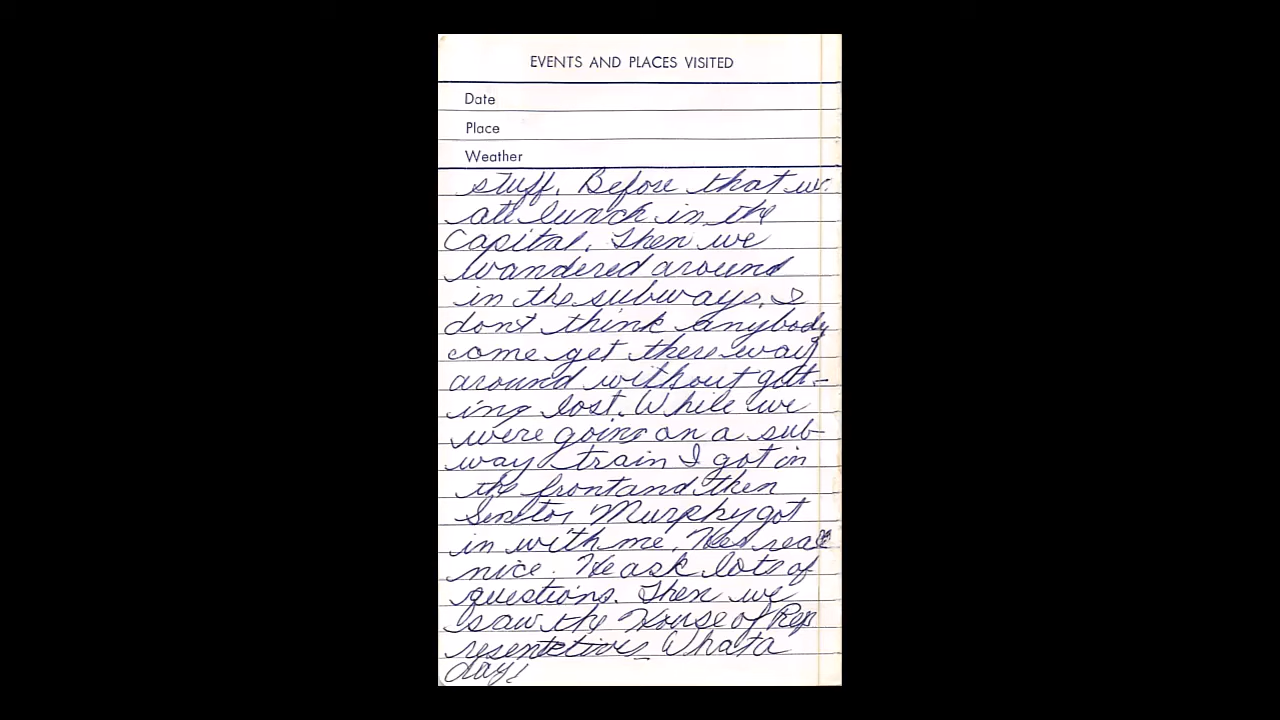 EVENTS AND PLACES VISITED
Date
Place
Weather
stuff. Before that we
ate lunch in the
Capital. Then we
wandered around
in the subways. I
dont think anybody
come get there way
around without gett-
ing lost. While we
were going on a sub-
way train I got in
the front and then
Senetor Murphy got
in with me. Hes real
nice. He ask lots of
questions. Then we
saw the House of Rep
resentetives What a
day!